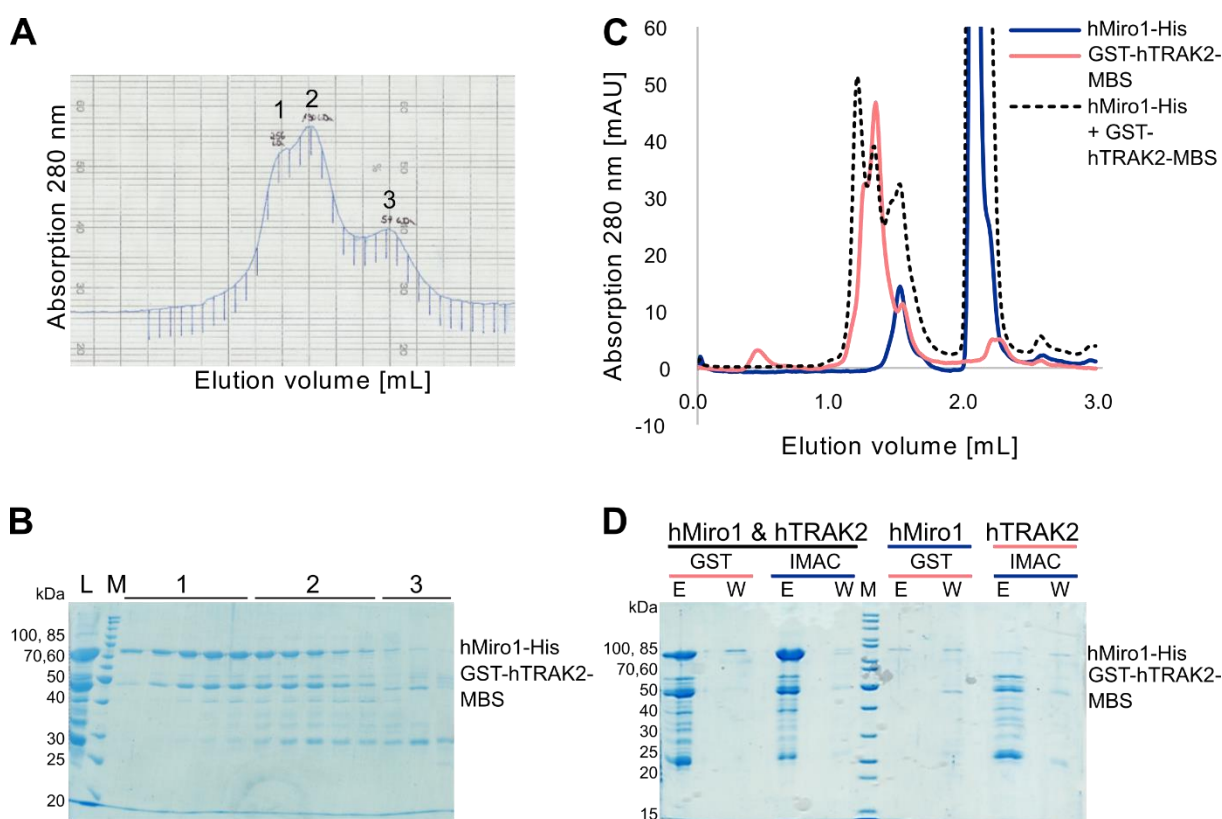 A
1
2
3
Absorption 280 nm
Elution volume [mL]
C
60
50
40
30
20
10
0
-10
Absorption 280 nm [mAU]
0.0 1.0 2.0 3.0
Elution volume [mL]
hMiro1-His
GST-hTRAK2-
MBS
hMiro1-His
+ GST-
hTRAK2-MBS
B
L M 1 2 3
kDa
100, 85
70,60
50
40
30
25
20
hMiro1-His
GST-hTRAK2-
MBS
D
hMiro1 & hTRAK2 hMiro1 hTRAK2
GST IMAC GST IMAC
E W E W M E W E W
kDa
100, 85
70,60
50
40
30
25
20
15
hMiro1-His
GST-hTRAK2-
MBS